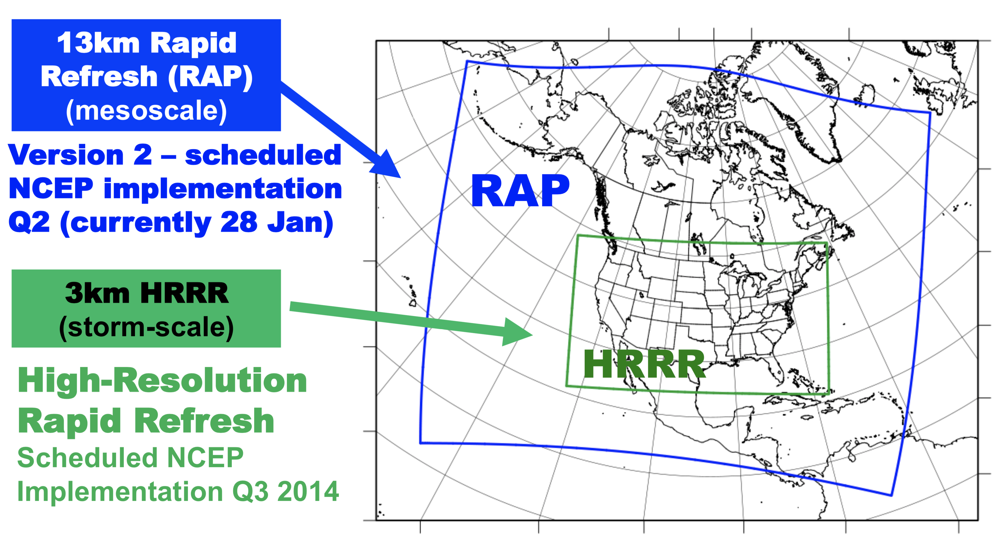 13km Rapid
Refresh (RAP)
(mesoscale)
Version 2 – scheduled
NCEP implementation
Q2 (currently 28 Jan)
3km HRRR
(storm-scale)
High-Resolution
Rapid Refresh
Scheduled NCEP
Implementation Q3 2014
RAP
HRRR